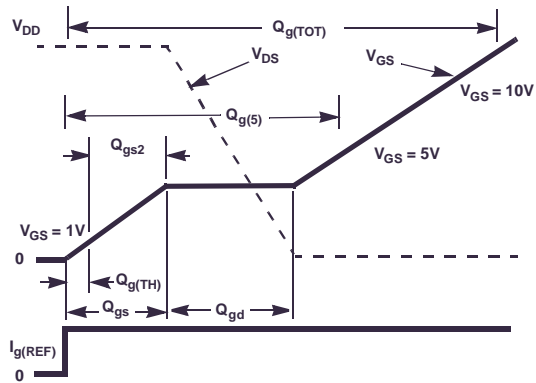 V_DD
Q_g(TOT)
V_DS
V_GS
V_GS = 10V
Q_g(5)
Q_gs2
V_GS = 5V
V_GS = 1V
0
Q_g(TH)
Q_gs
Q_gd
I_g(REF)
0